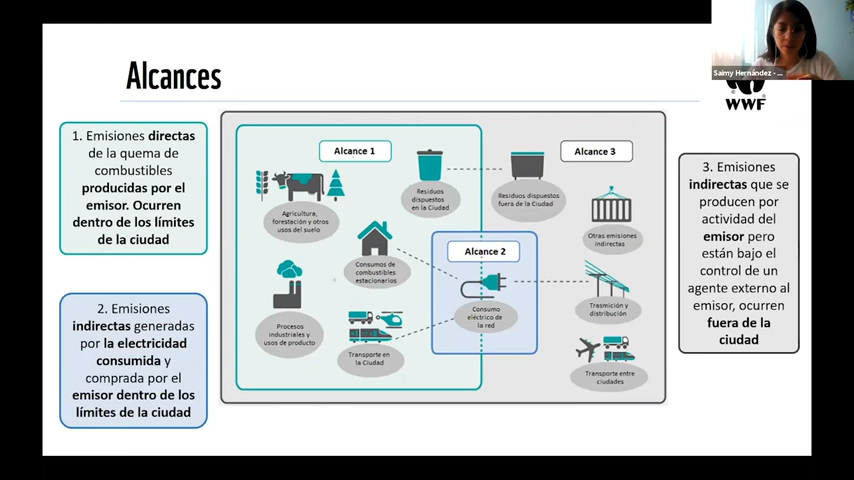 Saimy Hernández - ...
WWF
Alcances
1. Emisiones directas
de la quema de
combustibles
producidas por el
emisor. Ocurren
dentro de los límites
de la ciudad
2. Emisiones
indirectas generadas
por la electricidad
consumida y
comprada por el
emisor dentro de los
límites de la ciudad
Alcance 1
Agricultura,
forestación y otros
usos del suelo
Residuos
dispuestos
en la Ciudad
Consumos de
combustibles
estacionarios
Procesos
industriales y
usos de producto
Transporte en
la Ciudad
Alcance 2
Consumo
eléctrico de
la red
Alcance 3
Residuos dispuestos
fuera de la Ciudad
Otras emisiones
indirectas
Trasmición y
distribución
Transporte entre
ciudades
3. Emisiones
indirectas que se
producen por
actividad del
emisor pero
están bajo el
control de un
agente externo al
emisor, ocurren
fuera de la
ciudad